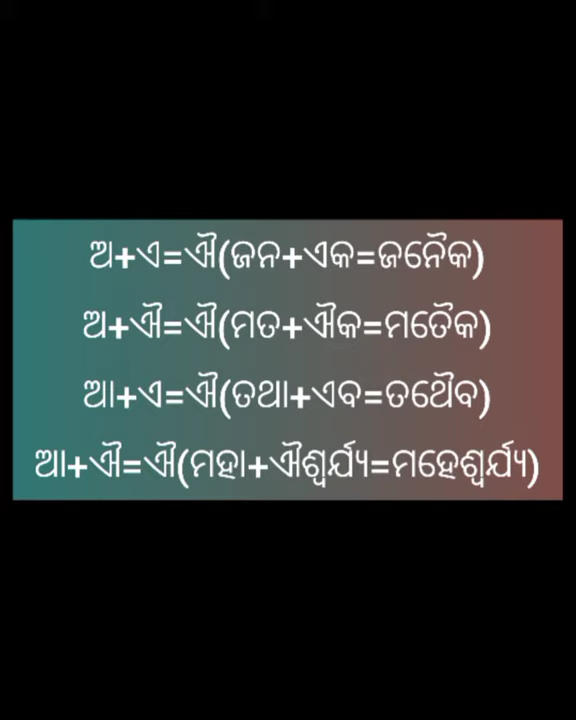 ଅ+ଏ=ଐ(ଜନ+ଏକ=ଜନୈକ)
ଅ+ଐ=ଐ(ମତ+ଐକ=ମତୈକ)
ଆ+ଏ=ଐ(ତଥା+ଏବ=ତଥୈବ)
ଆ+ଐ=ଐ(ମହା+ଐଶ୍ୱର୍ଯ୍ୟ=ମହେଶ୍ୱର୍ଯ୍ୟ)